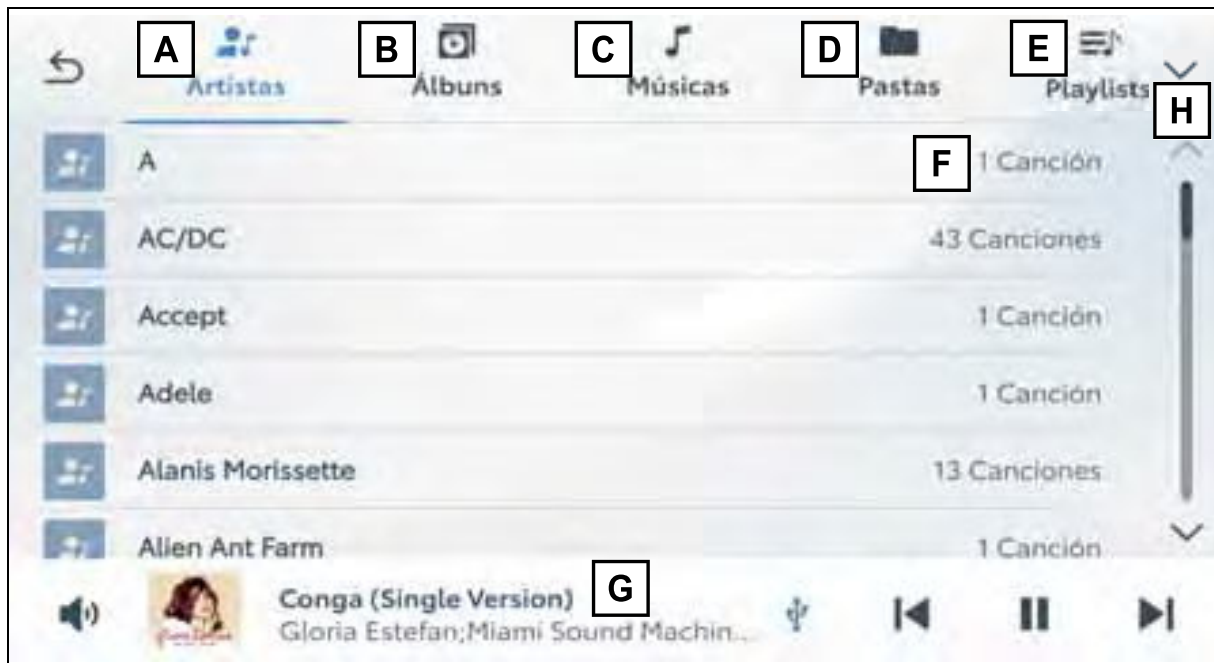 A
Artistas
B
Álbuns
C
Músicas
D
Pastas
E
Playlists
H
A
F
1 Canción
AC/DC
43 Canciones
Accept
1 Canción
Adele
1 Canción
Alanis Morissette
13 Canciones
Alien Ant Farm
1 Canción
Conga (Single Version)
G
Gloria Estefan;Miami Sound Machin...